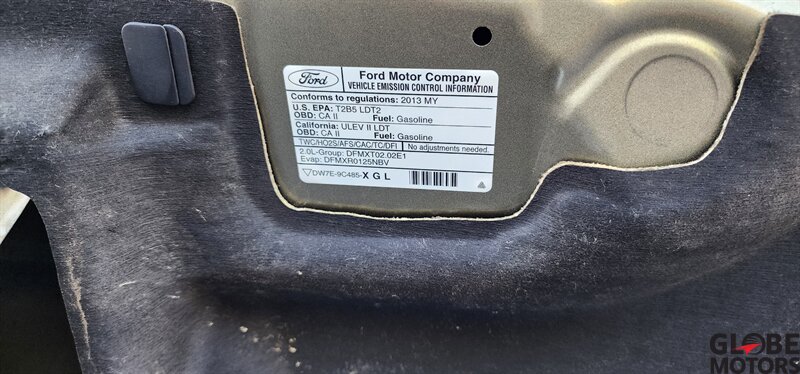 Ford
Ford Motor Company
VEHICLE EMISSION CONTROL INFORMATION
Conforms to regulations: 2013 MY
U.S. EPA: T2B5 LDT2
OBD: CA II Fuel: Gasoline
California: ULEV II LDT
OBD: CA II Fuel: Gasoline
TWC/HO2S/AFS/CAC/TC/DFI No adjustments needed.
2.0L-Group: DFMXT02.02E1
Evap: DFMXR0125NBV
DW7E-9C485-X G L
GLOBE
MOTORS